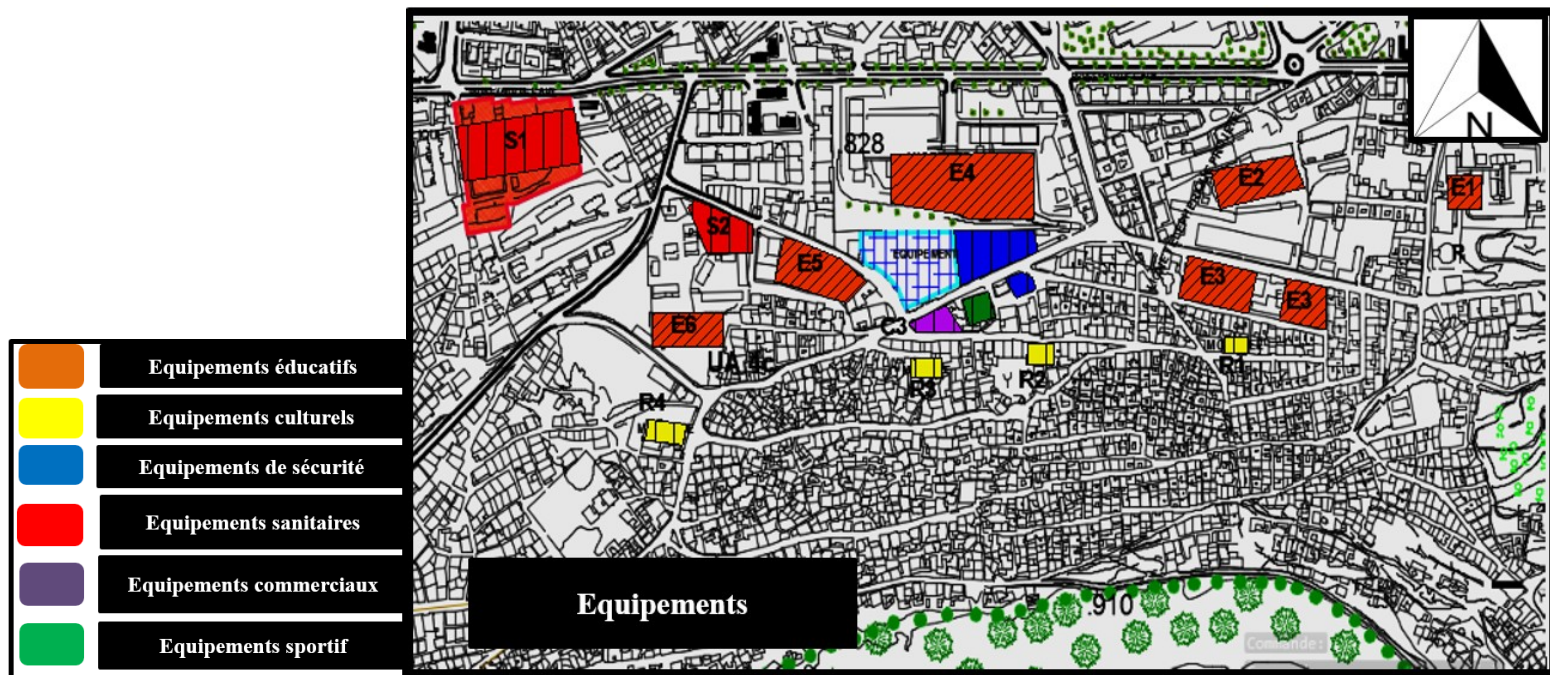 Equipements éducatifs
Equipements culturels
Equipements de sécurité
Equipements sanitaires
Equipements commerciaux
Equipements sportif
N
S1
828
E4
E2
E1
S2
EQUIPEMENT
R
E5
E3
E3
E6
C3
UA
R1
R2
R3
R4
Equipements
910
Commande: